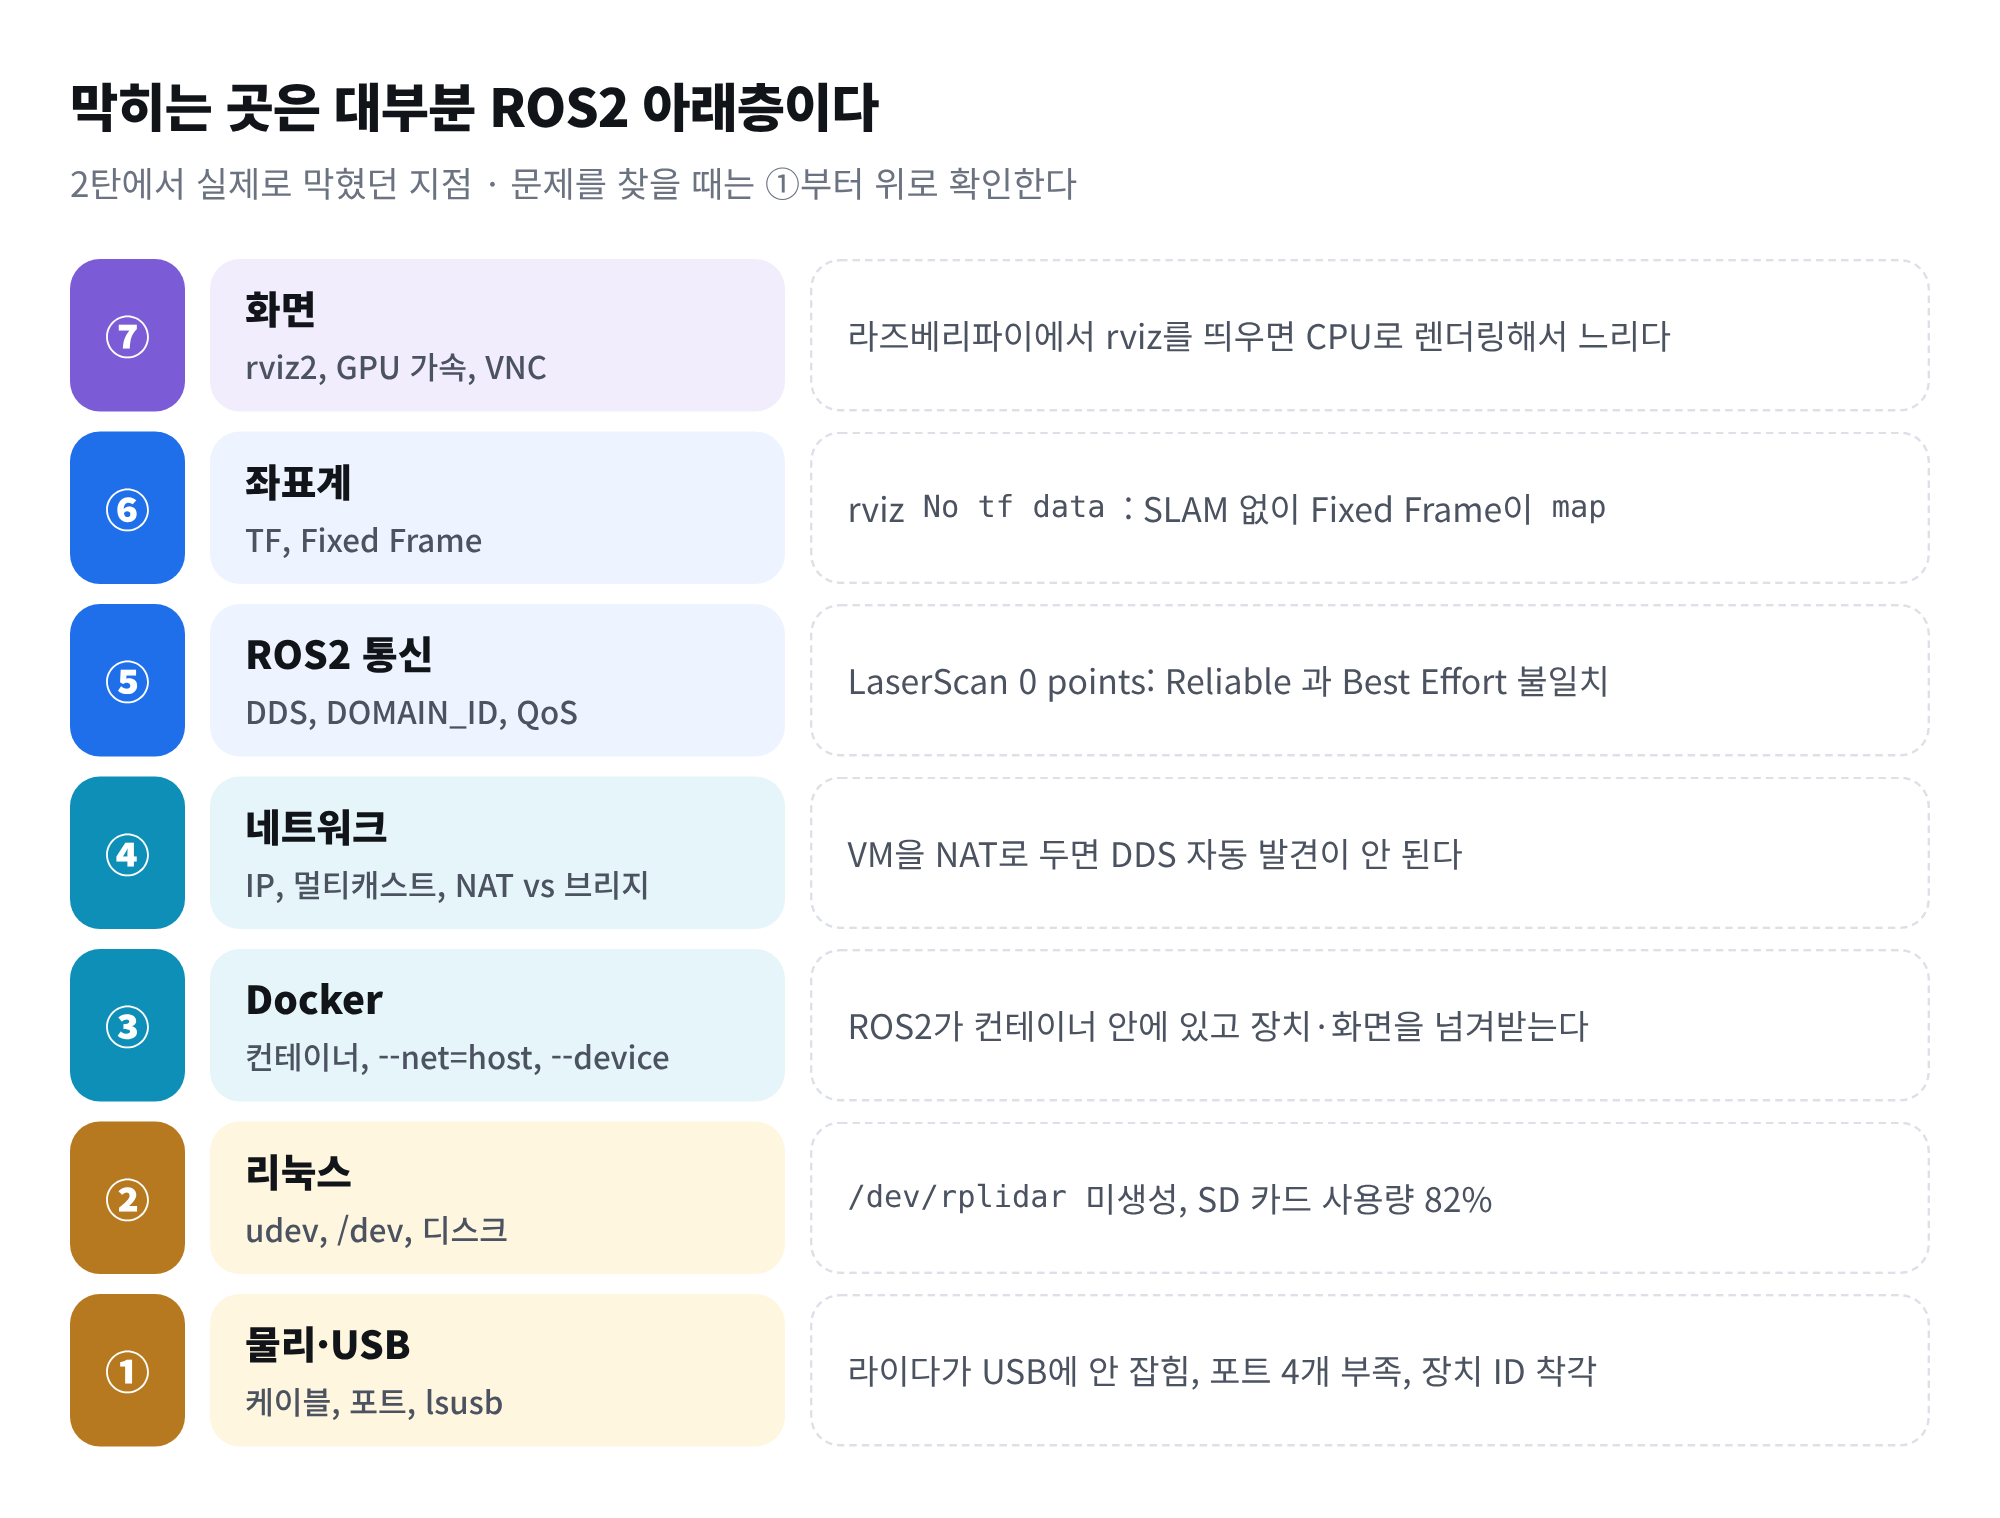 막히는 곳은 대부분 ROS2 아래층이다
2탄에서 실제로 막혔던 지점 · 문제를 찾을 때는 ①부터 위로 확인한다
⑦
화면
rviz2, GPU 가속, VNC
라즈베리파이에서 rviz를 띄우면 CPU로 렌더링해서 느리다
⑥
좌표계
TF, Fixed Frame
rviz No tf data : SLAM 없이 Fixed Frame이 map
⑤
ROS2 통신
DDS, DOMAIN_ID, QoS
LaserScan 0 points: Reliable 과 Best Effort 불일치
④
네트워크
IP, 멀티캐스트, NAT vs 브리지
VM을 NAT로 두면 DDS 자동 발견이 안 된다
③
Docker
컨테이너, --net=host, --device
ROS2가 컨테이너 안에 있고 장치·화면을 넘겨받는다
②
리눅스
udev, /dev, 디스크
/dev/rplidar 미생성, SD 카드 사용량 82%
①
물리·USB
케이블, 포트, lsusb
라이다가 USB에 안 잡힘, 포트 4개 부족, 장치 ID 착각